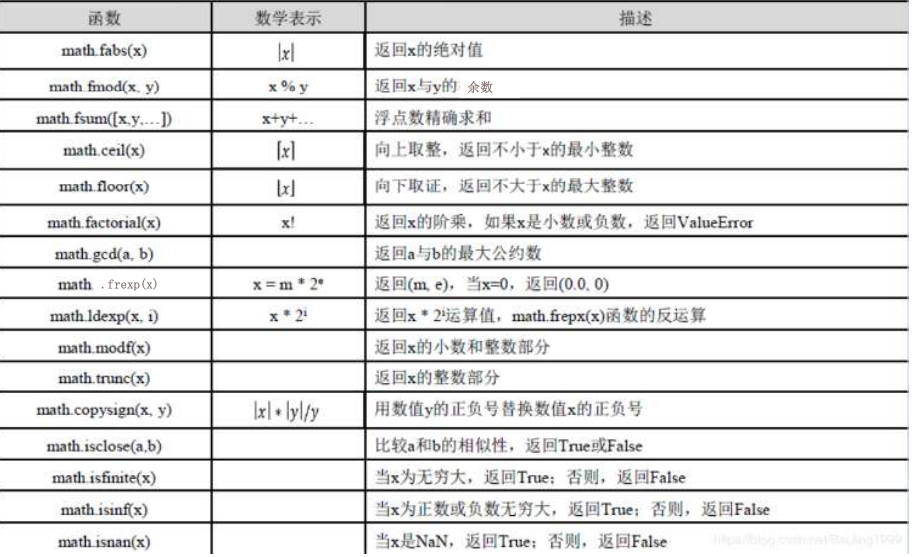 函数 数学表示 描述
math.fabs(x) |x| 返回x的绝对值
math.fmod(x, y) x % y 返回x与y的 余数
math.fsum([x,y,…]) x+y+… 浮点数精确求和
math.ceil(x) ⌈x⌉ 向上取整，返回不小于x的最小整数
math.floor(x) ⌊x⌋ 向下取证，返回不大于x的最大整数
math.factorial(x) x! 返回x的阶乘，如果x是小数或负数，返回ValueError
math.gcd(a, b) 返回a与b的最大公约数
math .frexp(x) x = m * 2ᵉ 返回(m, e)，当x=0，返回(0.0, 0)
math.ldexp(x, i) x * 2ⁱ 返回x * 2ⁱ运算值，math.frepx(x)函数的反运算
math.modf(x) 返回x的小数和整数部分
math.trunc(x) 返回x的整数部分
math.copysign(x, y) |x| * |y|/y 用数值y的正负号替换数值x的正负号
math.isclose(a,b) 比较a和b的相似性，返回True或False
math.isfinite(x) 当x为无穷大，返回True；否则，返回False
math.isinf(x) 当x为正数或负数无穷大，返回True；否则，返回False
math.isnan(x) 当x是NaN，返回True；否则，返回False